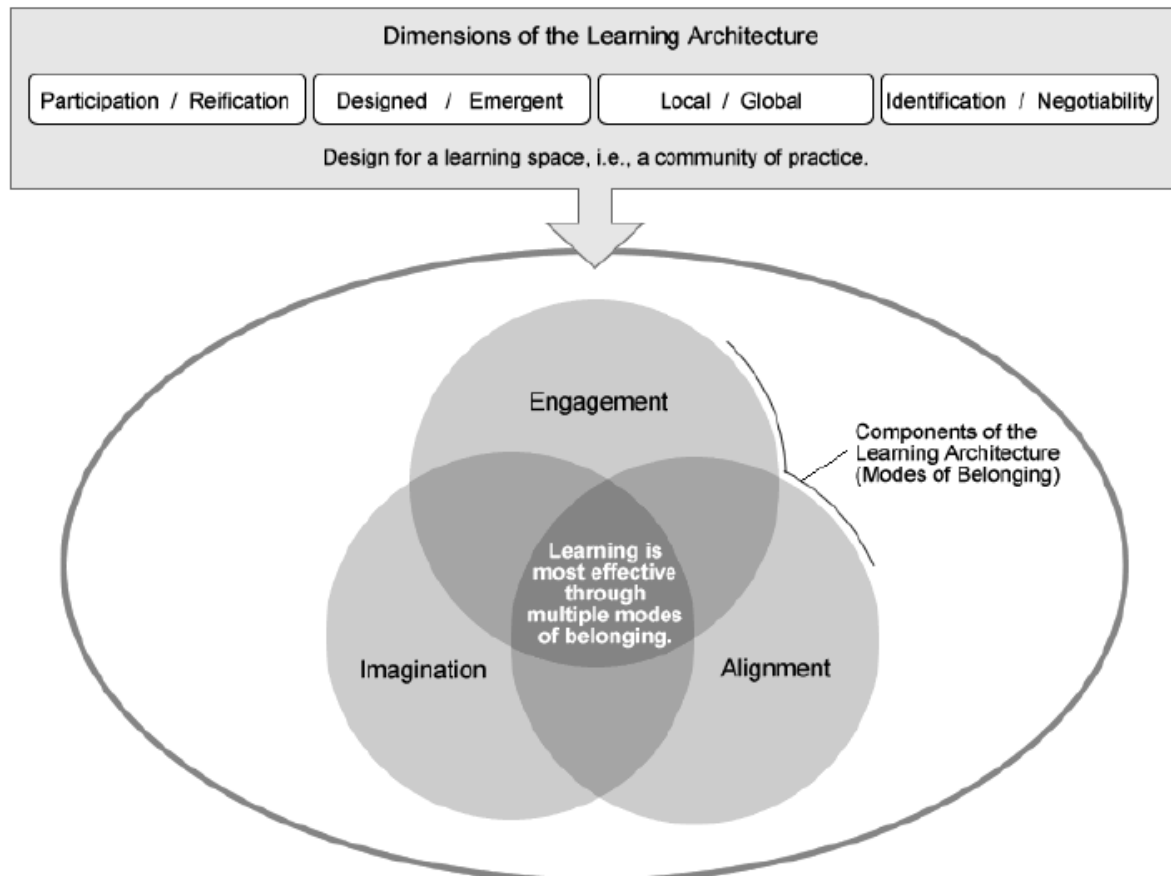 Dimensions of the Learning Architecture
Participation / Reification
Designed / Emergent
Local / Global
Identification / Negotiability
Design for a learning space, i.e., a community of practice.
Engagement
Components of the
Learning Architecture
(Modes of Belonging)
Learning is
most effective
through
multiple modes
of belonging.
Imagination
Alignment